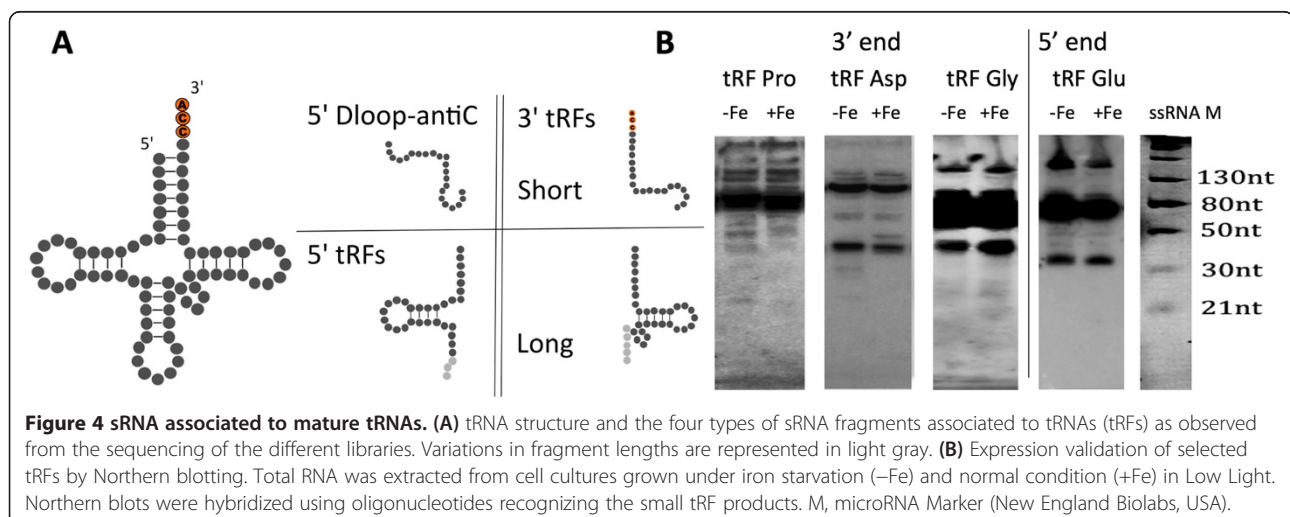 A
3'
A
C
C
5'
5' Dloop-antiC
3' tRFs
A
C
C
Short
5' tRFs
Long
B
3' end
5' end
tRF Pro
tRF Asp
tRF Gly
tRF Glu
-Fe +Fe
-Fe +Fe
-Fe +Fe
-Fe +Fe
ssRNA M
130nt
80nt
50nt
30nt
21nt
Figure 4 sRNA associated to mature tRNAs. (A) tRNA structure and the four types of sRNA fragments associated to tRNAs (tRFs) as observed
from the sequencing of the different libraries. Variations in fragment lengths are represented in light gray. (B) Expression validation of selected
tRFs by Northern blotting. Total RNA was extracted from cell cultures grown under iron starvation (−Fe) and normal condition (+Fe) in Low Light.
Northern blots were hybridized using oligonucleotides recognizing the small tRF products. M, microRNA Marker (New England Biolabs, USA).